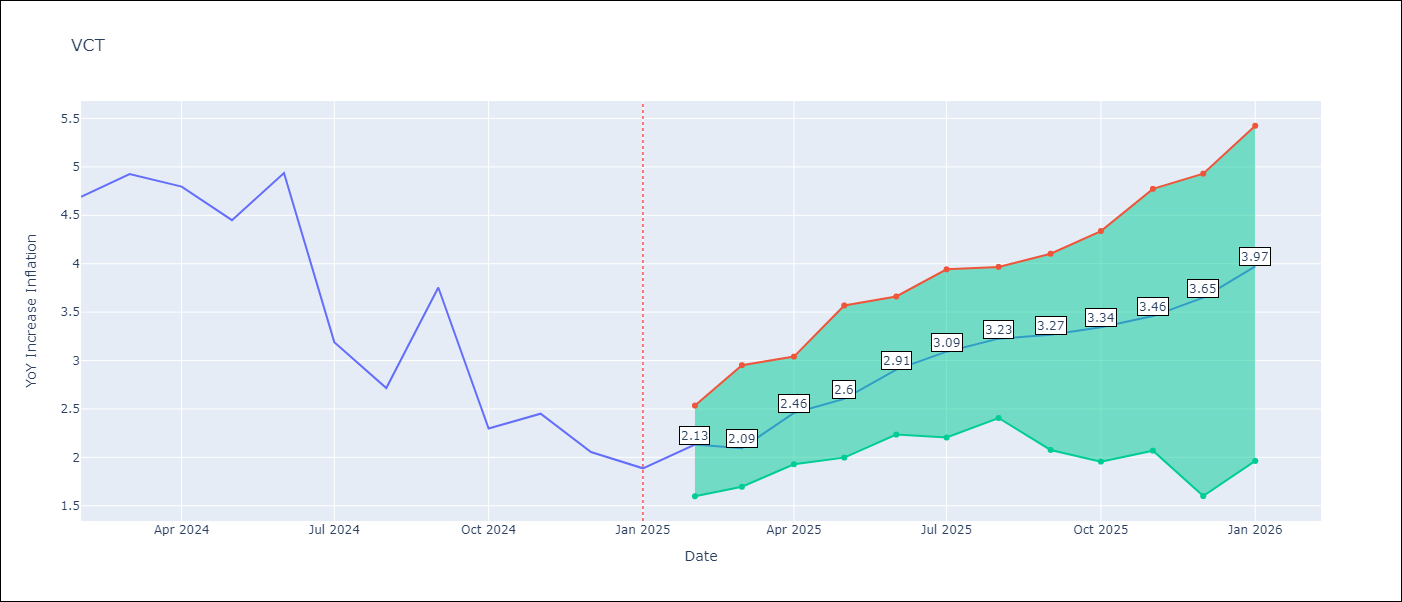 VCT
YoY Increase Inflation
5.5
5
4.5
4
3.5
3
2.5
2
1.5
2.13
2.09
2.46
2.6
2.91
3.09
3.23
3.27
3.34
3.46
3.65
3.97
Apr 2024
Jul 2024
Oct 2024
Jan 2025
Apr 2025
Jul 2025
Oct 2025
Jan 2026
Date